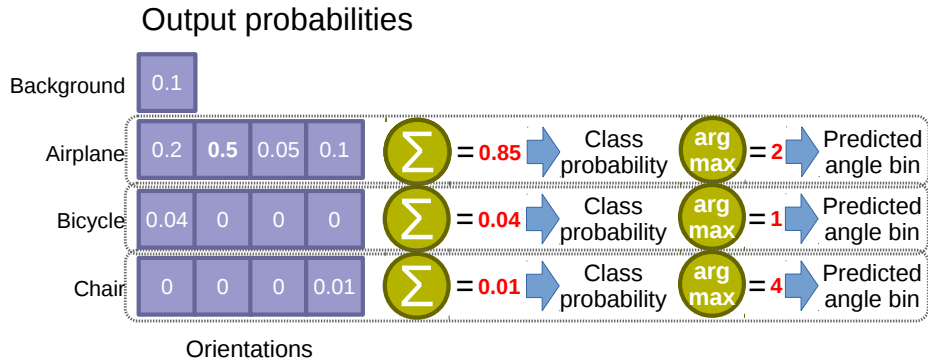 Output probabilities
Background 0.1
Airplane 0.2 0.5 0.05 0.1 Σ = 0.85 Class probability arg max = 2 Predicted angle bin
Bicycle 0.04 0 0 0 Σ = 0.04 Class probability arg max = 1 Predicted angle bin
Chair 0 0 0 0.01 Σ = 0.01 Class probability arg max = 4 Predicted angle bin
Orientations